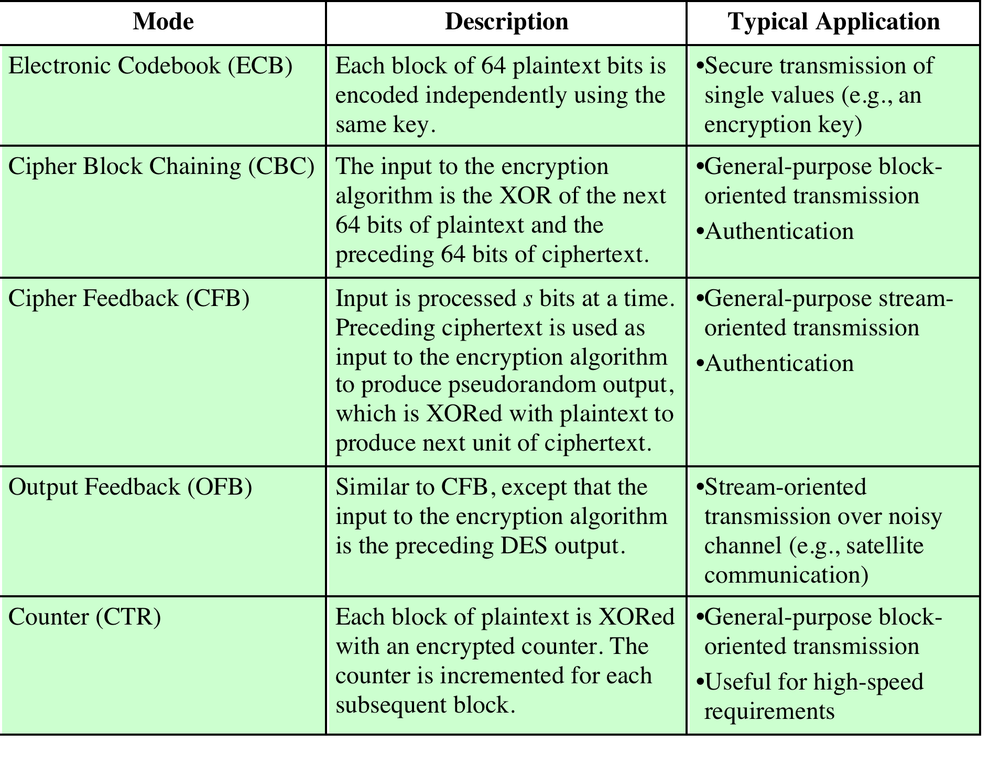 Mode
Description
Typical Application
Electronic Codebook (ECB)
Each block of 64 plaintext bits is
encoded independently using the
same key.
•Secure transmission of
single values (e.g., an
encryption key)
Cipher Block Chaining (CBC)
The input to the encryption
algorithm is the XOR of the next
64 bits of plaintext and the
preceding 64 bits of ciphertext.
•General-purpose block-
oriented transmission
•Authentication
Cipher Feedback (CFB)
Input is processed s bits at a time.
Preceding ciphertext is used as
input to the encryption algorithm
to produce pseudorandom output,
which is XORed with plaintext to
produce next unit of ciphertext.
•General-purpose stream-
oriented transmission
•Authentication
Output Feedback (OFB)
Similar to CFB, except that the
input to the encryption algorithm
is the preceding DES output.
•Stream-oriented
transmission over noisy
channel (e.g., satellite
communication)
Counter (CTR)
Each block of plaintext is XORed
with an encrypted counter. The
counter is incremented for each
subsequent block.
•General-purpose block-
oriented transmission
•Useful for high-speed
requirements